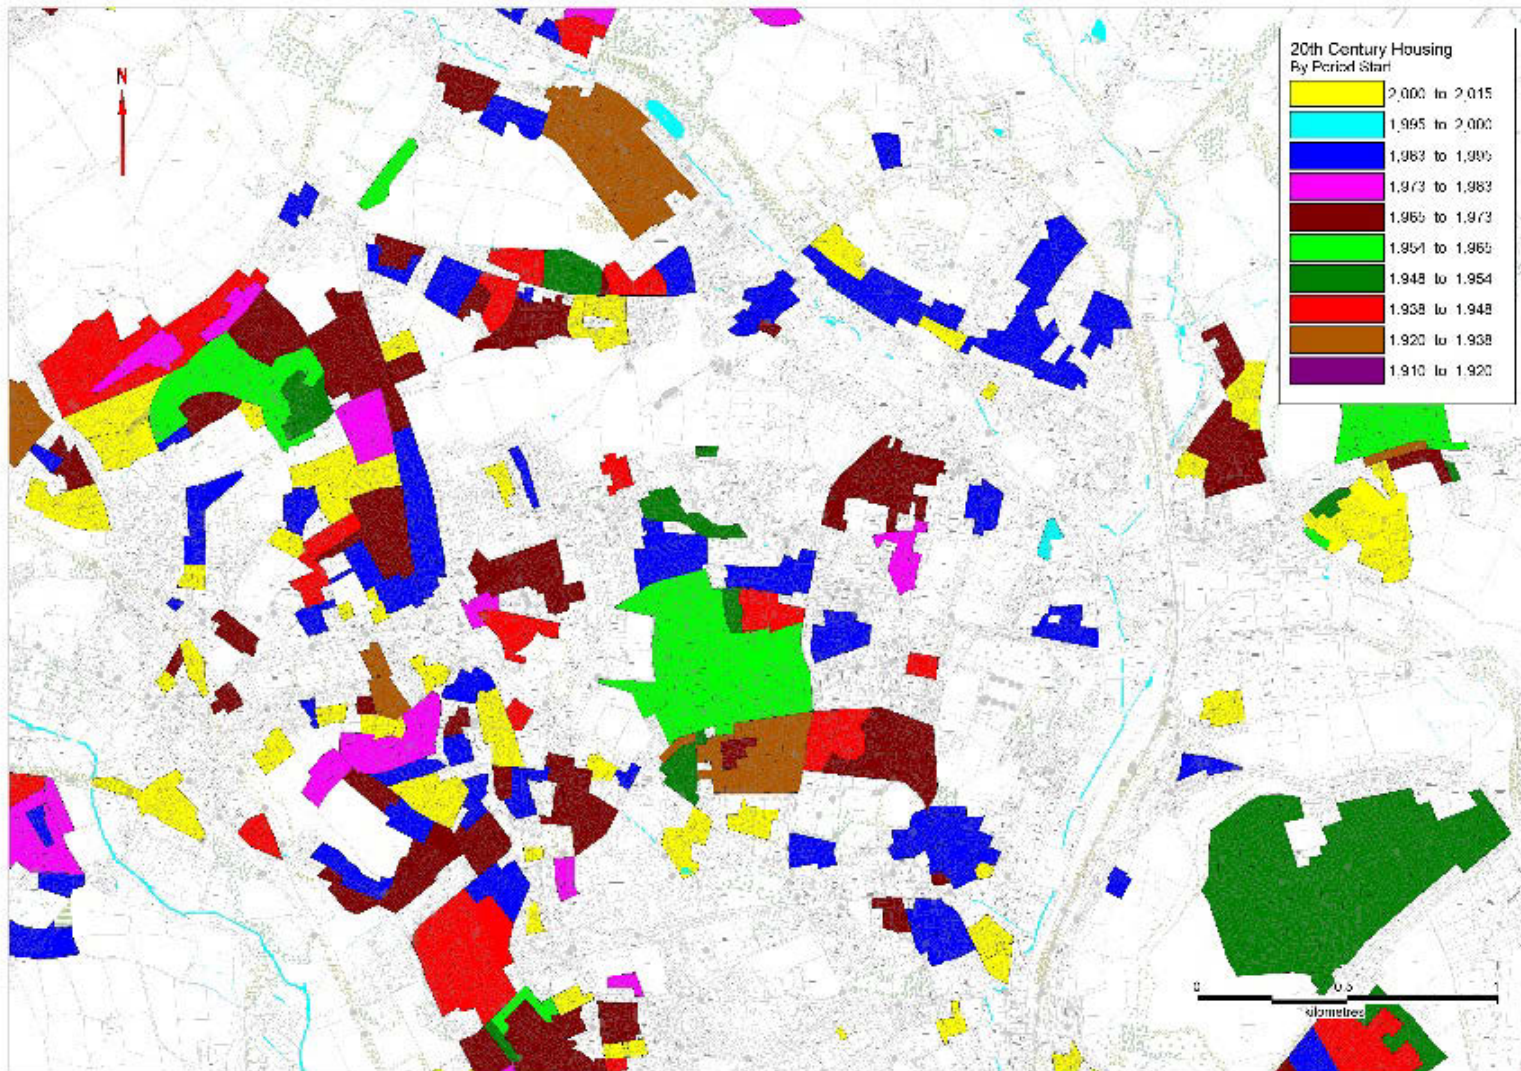 N
20th Century Housing
By Period Start
2,000 to 2,015
1,995 to 2,000
1,983 to 1,995
1,973 to 1,983
1,965 to 1,973
1,954 to 1,965
1,948 to 1,954
1,938 to 1,948
1,920 to 1,938
1,910 to 1,920
0 0.5 1
kilometres